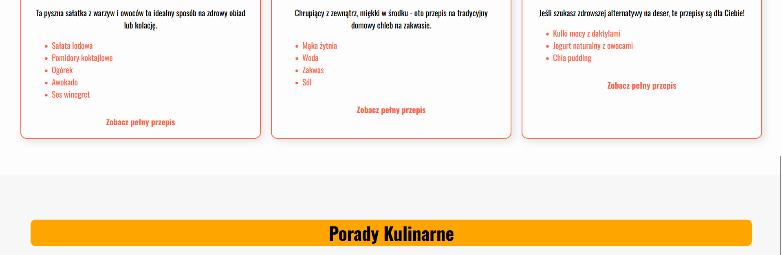 Ta pyszna sałatka z warzyw i owoców to idealny sposób na zdrowy obiad
lub kolację.
• Sałata lodowa
• Pomidory koktajlowe
• Ogórek
• Awokado
• Sos winegret
Zobacz pełny przepis
Chrupiący z zewnątrz, miękki w środku - oto przepis na tradycyjny
domowy chleb na zakwasie.
• Mąka żytnia
• Woda
• Zakwas
• Sól
Zobacz pełny przepis
Jeśli szukasz zdrowszej alternatywy na deser, te przepisy są dla Ciebie!
• Kulki mocy z daktylami
• Jogurt naturalny z owocami
• Chia pudding
Zobacz pełny przepis
Porady Kulinarne